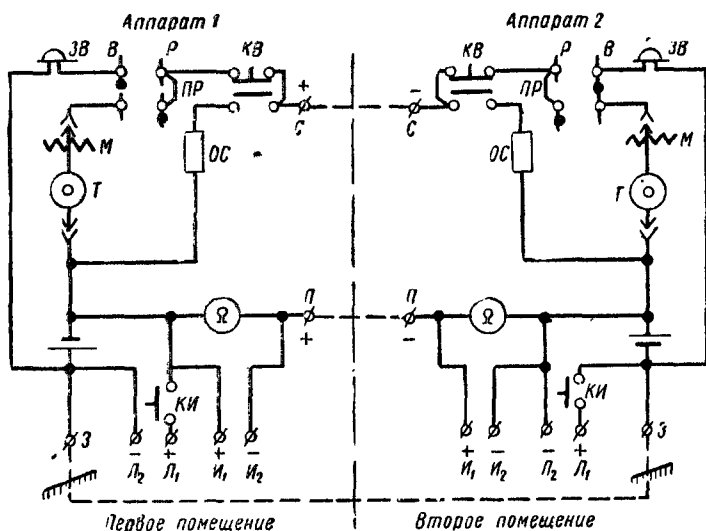 Аппарат 1 Аппарат 2
ЗВ В Р КВ КВ Р В ЗВ
ПР + - ПР
С С
М ОС ОС М
Т Т
П П
Ω Ω
+ -
КИ КИ
З З
- + + - + - - +
Л₂ Л₁ И₁ И₂ И₁ И₂ П₂ Л₁
Первое помещение Второе помещение